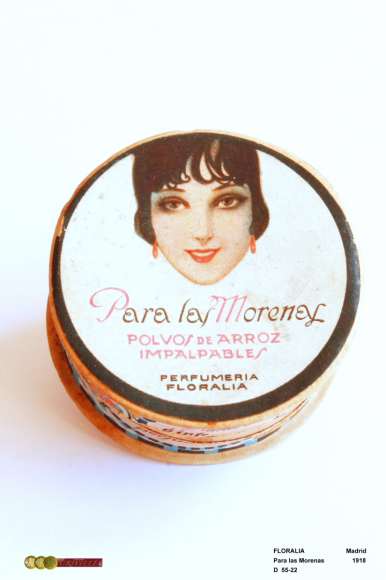 Para las Morenas
POLVOS DE ARROZ
IMPALPABLES
PERFUMERIA
FLORALIA
FLORALIA Madrid
Para las Morenas 1918
D 55-22